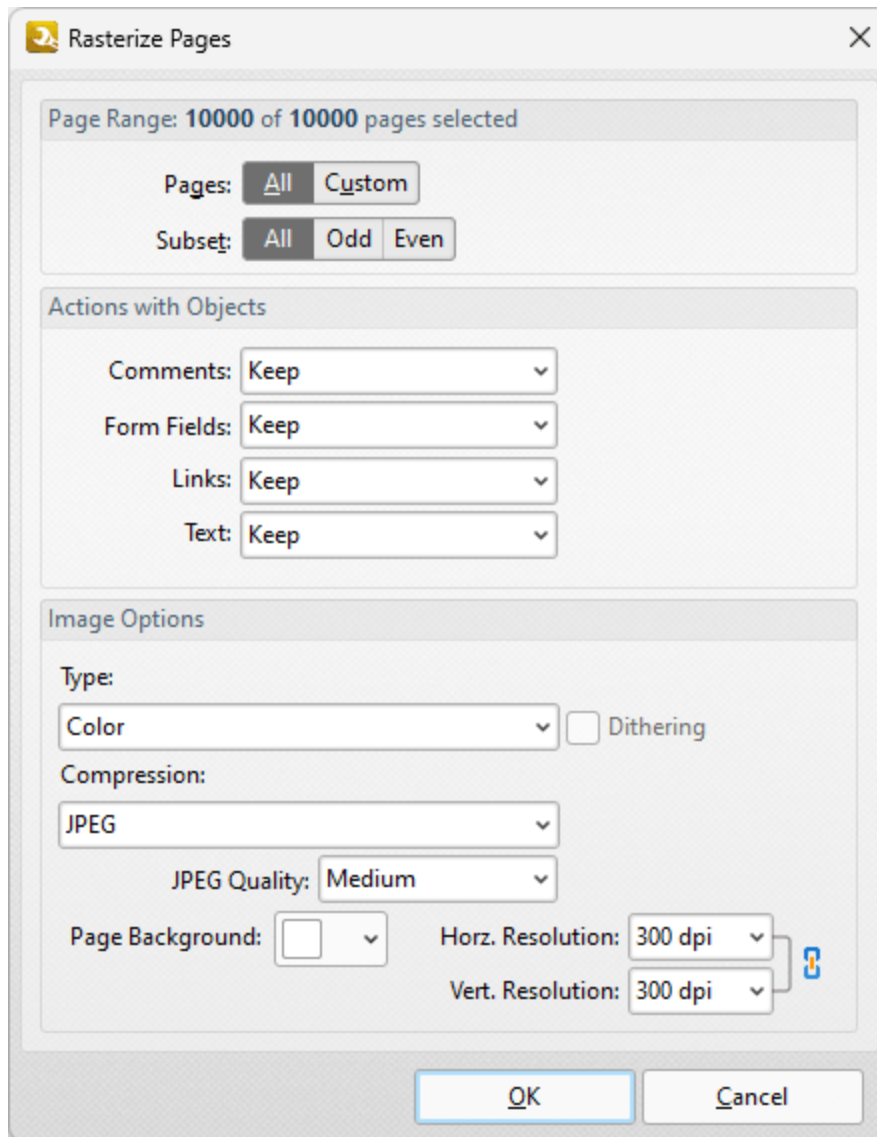 Rasterize Pages
Page Range: 10000 of 10000 pages selected
Pages: All Custom
Subset: All Odd Even
Actions with Objects
Comments: Keep
Form Fields: Keep
Links: Keep
Text: Keep
Image Options
Type:
Color Dithering
Compression:
JPEG
JPEG Quality: Medium
Page Background: Horz. Resolution: 300 dpi
Vert. Resolution: 300 dpi
OK Cancel